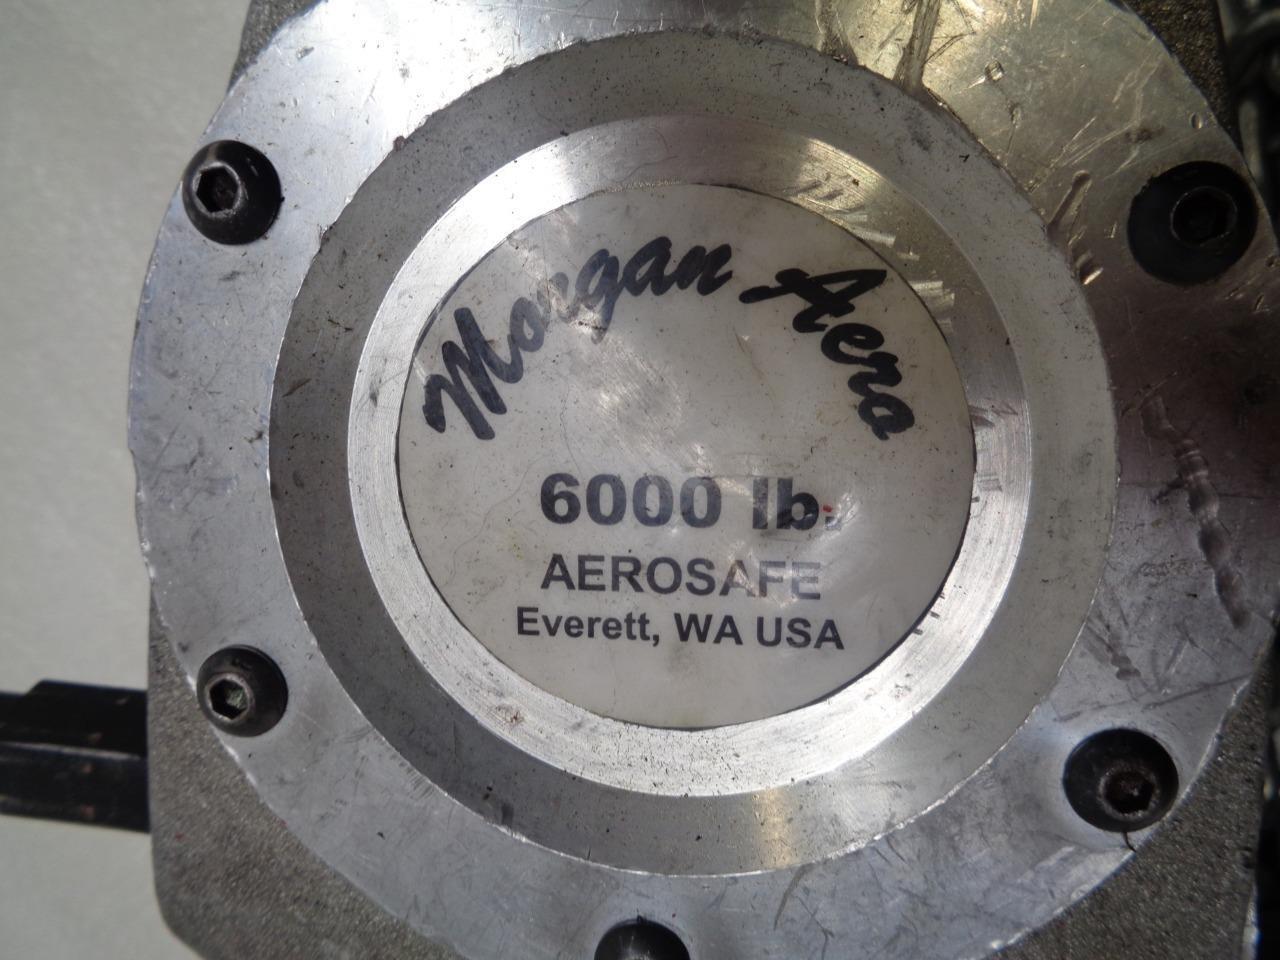 Morgan Aero
6000 lb.
AEROSAFE
Everett, WA USA